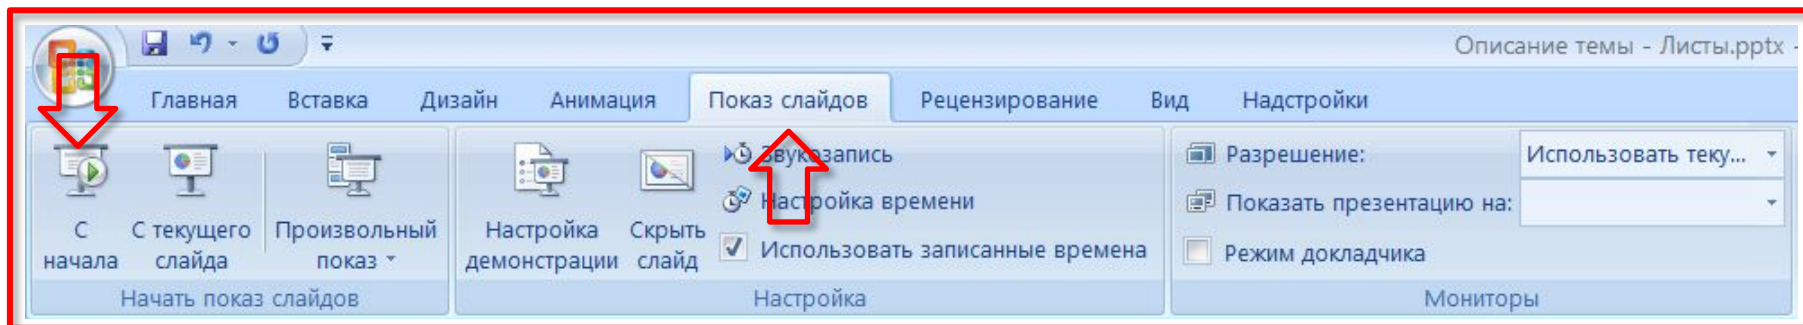 Описание темы - Листы.pptx -
Главная Вставка Дизайн Анимация Показ слайдов Рецензирование Вид Надстройки
С начала
С текущего слайда
Произвольный показ
Начать показ слайдов
Настройка демонстрации
Скрыть слайд
Звукозапись
Настройка времени
Использовать записанные времена
Настройка
Разрешение: Использовать теку...
Показать презентацию на:
Режим докладчика
Мониторы